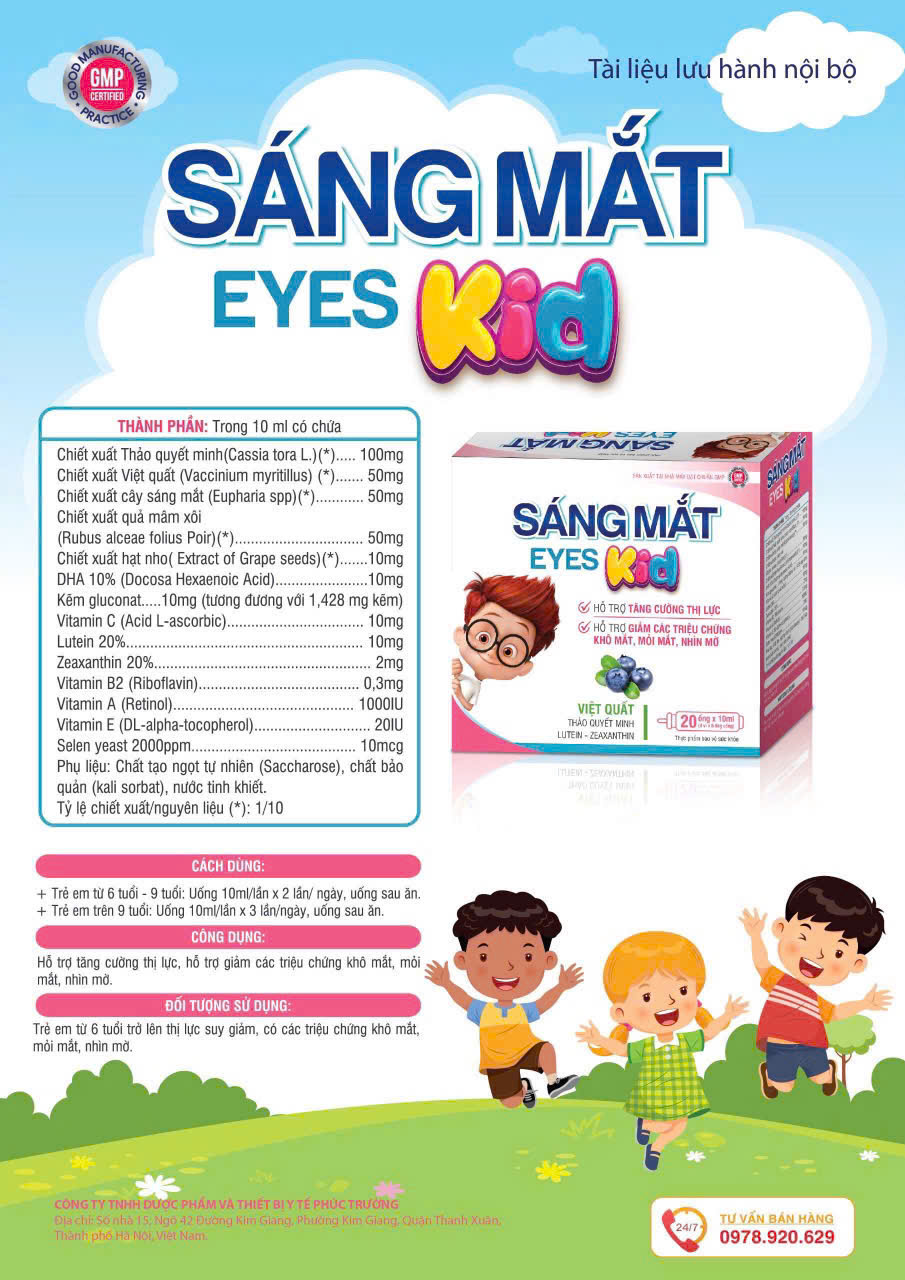 GOOD MANUFACTURING
GMP
CERTIFIED
PRACTICE
Tài liệu lưu hành nội bộ
SÁNG MẮT
EYES Kid
THÀNH PHẦN: Trong 10 ml có chứa
Chiết xuất Thảo quyết minh(Cassia tora L.)(*)..... 100mg
Chiết xuất Việt quất (Vaccinium myritillus) (*)....... 50mg
Chiết xuất cây sáng mắt (Eupharia spp)(*)............ 50mg
Chiết xuất quả mâm xôi
(Rubus alceae folius Poir)(*)................................. 50mg
Chiết xuất hạt nho( Extract of Grape seeds)(*).......10mg
DHA 10% (Docosa Hexaenoic Acid).......................10mg
Kẽm gluconat.....10mg (tương đương với 1,428 mg kẽm)
Vitamin C (Acid L-ascorbic)................................... 10mg
Lutein 20%............................................................ 10mg
Zeaxanthin 20%...................................................... 2mg
Vitamin B2 (Riboflavin)......................................... 0,3mg
Vitamin A (Retinol).............................................. 1000IU
Vitamin E (DL-alpha-tocopherol)............................... 20IU
Selen yeast 2000ppm.......................................... 10mcg
Phụ liệu: Chất tạo ngọt tự nhiên (Saccharose), chất bảo
quản (kali sorbat), nước tinh khiết.
Tỷ lệ chiết xuất/nguyên liệu (*): 1/10
SẢN XUẤT TẠI NHÀ MÁY ĐẠT CHUẨN GMP
SÁNG MẮT
EYES Kid
HỖ TRỢ TĂNG CƯỜNG THỊ LỰC
HỖ TRỢ GIẢM CÁC TRIỆU CHỨNG
KHÔ MẮT, MỎI MẮT, NHÌN MỜ
VIỆT QUẤT
THẢO QUYẾT MINH
LUTEIN - ZEAXANTHIN
20 ống x 10ml
Thực phẩm bảo vệ sức khỏe
SÁNG MẮT
EYES Kid
CÁCH DÙNG:
+ Trẻ em từ 6 tuổi - 9 tuổi: Uống 10ml/lần x 2 lần/ ngày, uống sau ăn.
+ Trẻ em trên 9 tuổi: Uống 10ml/lần x 3 lần/ngày, uống sau ăn.
CÔNG DỤNG:
Hỗ trợ tăng cường thị lực, hỗ trợ giảm các triệu chứng khô mắt, mỏi
mắt, nhìn mờ.
ĐỐI TƯỢNG SỬ DỤNG:
Trẻ em từ 6 tuổi trở lên thị lực suy giảm, có các triệu chứng khô mắt,
mỏi mắt, nhìn mờ.
CÔNG TY TNHH DƯỢC PHẨM VÀ THIẾT BỊ Y TẾ PHÚC TRƯỜNG
Địa chỉ: Số nhà 15, Ngõ 42 Đường Kim Giang, Phường Kim Giang, Quận Thanh Xuân,
Thành phố Hà Nội, Việt Nam.
24/7
TƯ VẤN BÁN HÀNG
0978.920.629